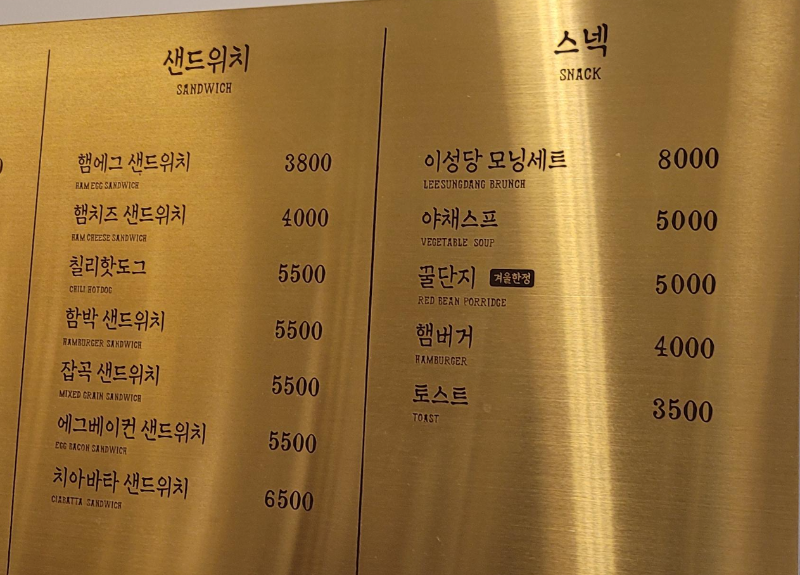 샌드위치
SANDWICH
햄에그 샌드위치 3800
HAM EGG SANDWICH
햄치즈 샌드위치 4000
HAM CHEESE SANDWICH
칠리핫도그 5500
CHILI HOTDOG
함박 샌드위치 5500
HAMBURGER SANDWICH
잡곡 샌드위치 5500
MIXED GRAIN SANDWICH
에그베이컨 샌드위치 5500
EGG BACON SANDWICH
치아바타 샌드위치 6500
CIABATTA SANDWICH
스넥
SNACK
이성당 모닝세트 8000
LEESUNGDANG BRUNCH
야채스프 5000
VEGETABLE SOUP
꿀단지 겨울한정 5000
RED BEAN PORRIDGE
햄버거 4000
HAMBURGER
토스트 3500
TOAST